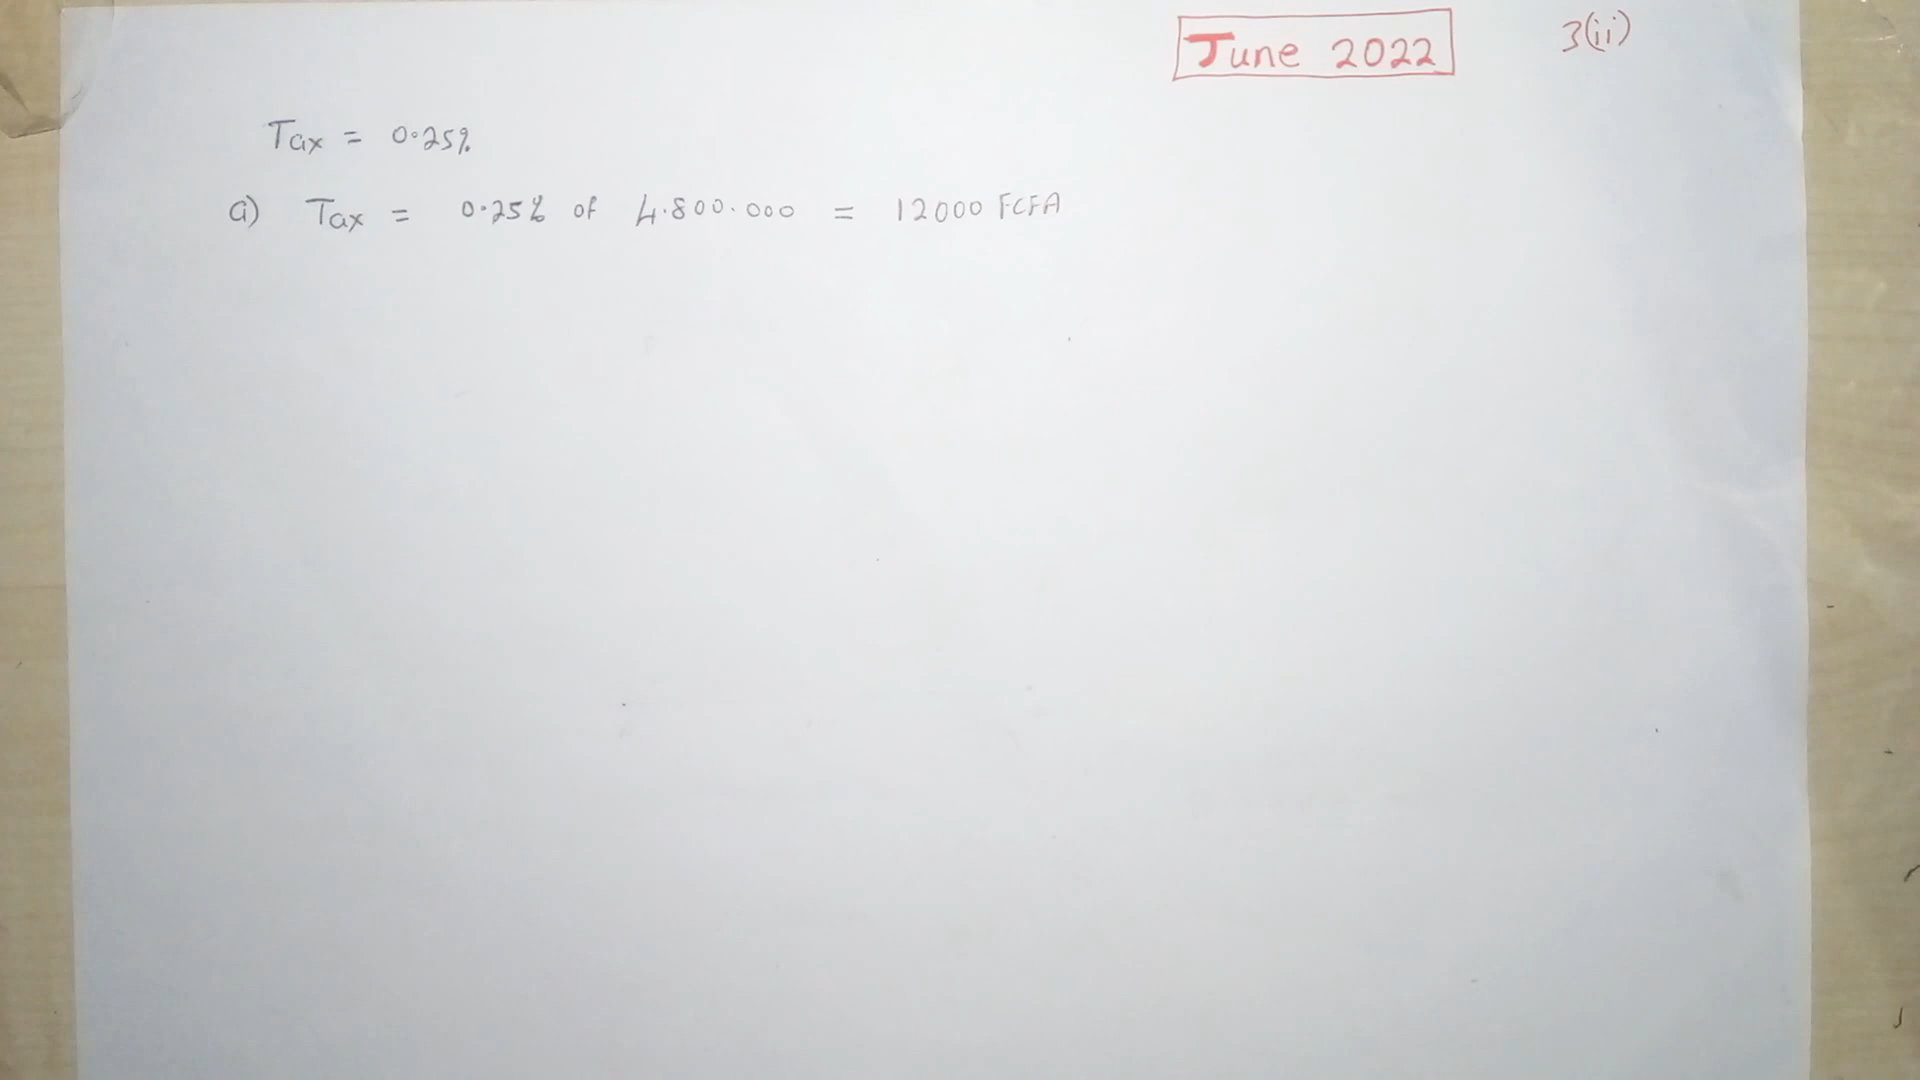 June 2022
3(ii)
Tax = 0.25%
a) Tax = 0.25% of 4.800.000 = 12000 FCFA